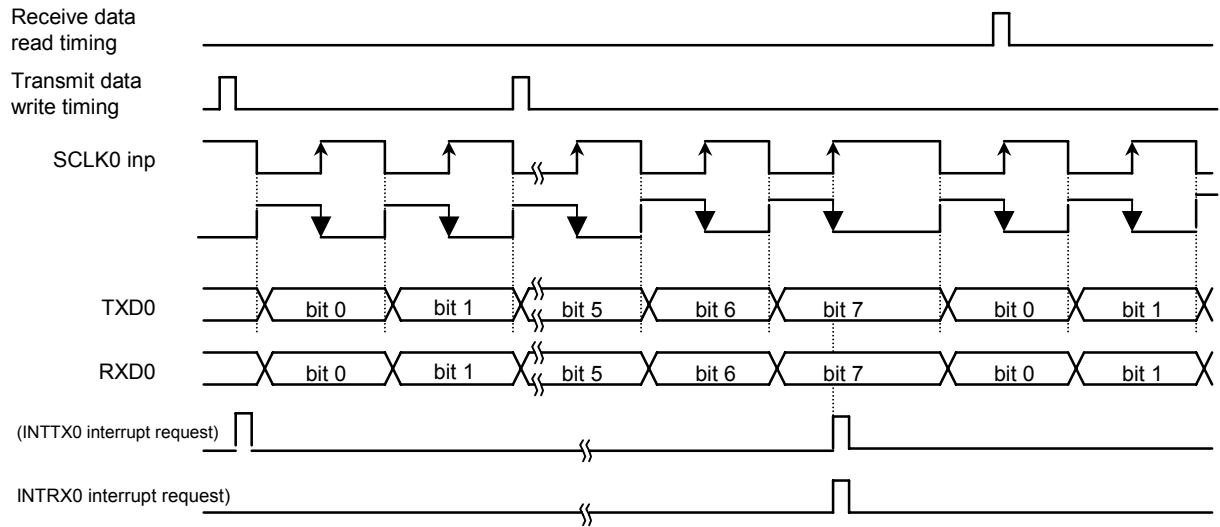 Receive data
read timing
Transmit data
write timing
SCLK0 inp
TXD0
bit 0 bit 1 bit 5 bit 6 bit 7 bit 0 bit 1
RXD0
bit 0 bit 1 bit 5 bit 6 bit 7 bit 0 bit 1
(INTTX0 interrupt request)
INTRX0 interrupt request)